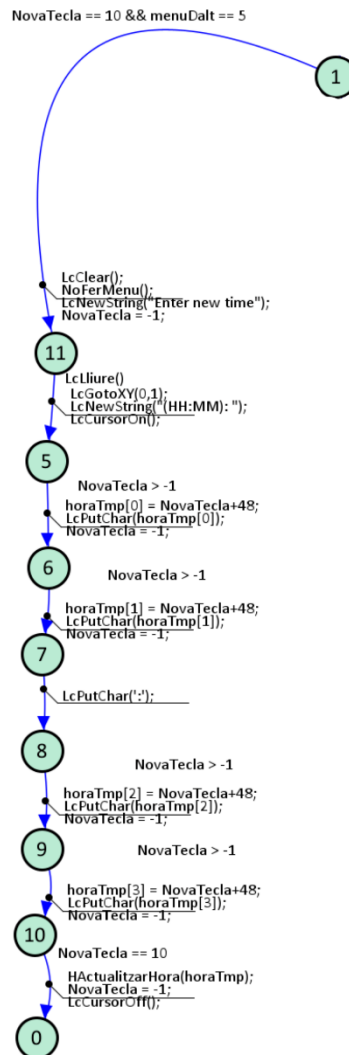 NovaTecla == 10 && menuDalt == 5
1
LcClear();
NoFerMenu();
LcNewString("Enter new time");
NovaTecla = -1;
11
LcLliure()
LcGotoXY(0,1);
LcNewString("(HH:MM): ");
LcCursorOn();
5
NovaTecla > -1
horaTmp[0] = NovaTecla+48;
LcPutChar(horaTmp[0]);
NovaTecla = -1;
6
NovaTecla > -1
horaTmp[1] = NovaTecla+48;
LcPutChar(horaTmp[1]);
NovaTecla = -1;
7
LcPutChar(':');
8
NovaTecla > -1
horaTmp[2] = NovaTecla+48;
LcPutChar(horaTmp[2]);
NovaTecla = -1;
9
NovaTecla > -1
horaTmp[3] = NovaTecla+48;
LcPutChar(horaTmp[3]);
NovaTecla = -1;
10
NovaTecla == 10
HActualitzarHora(horaTmp);
NovaTecla = -1;
LcCursorOff();
0